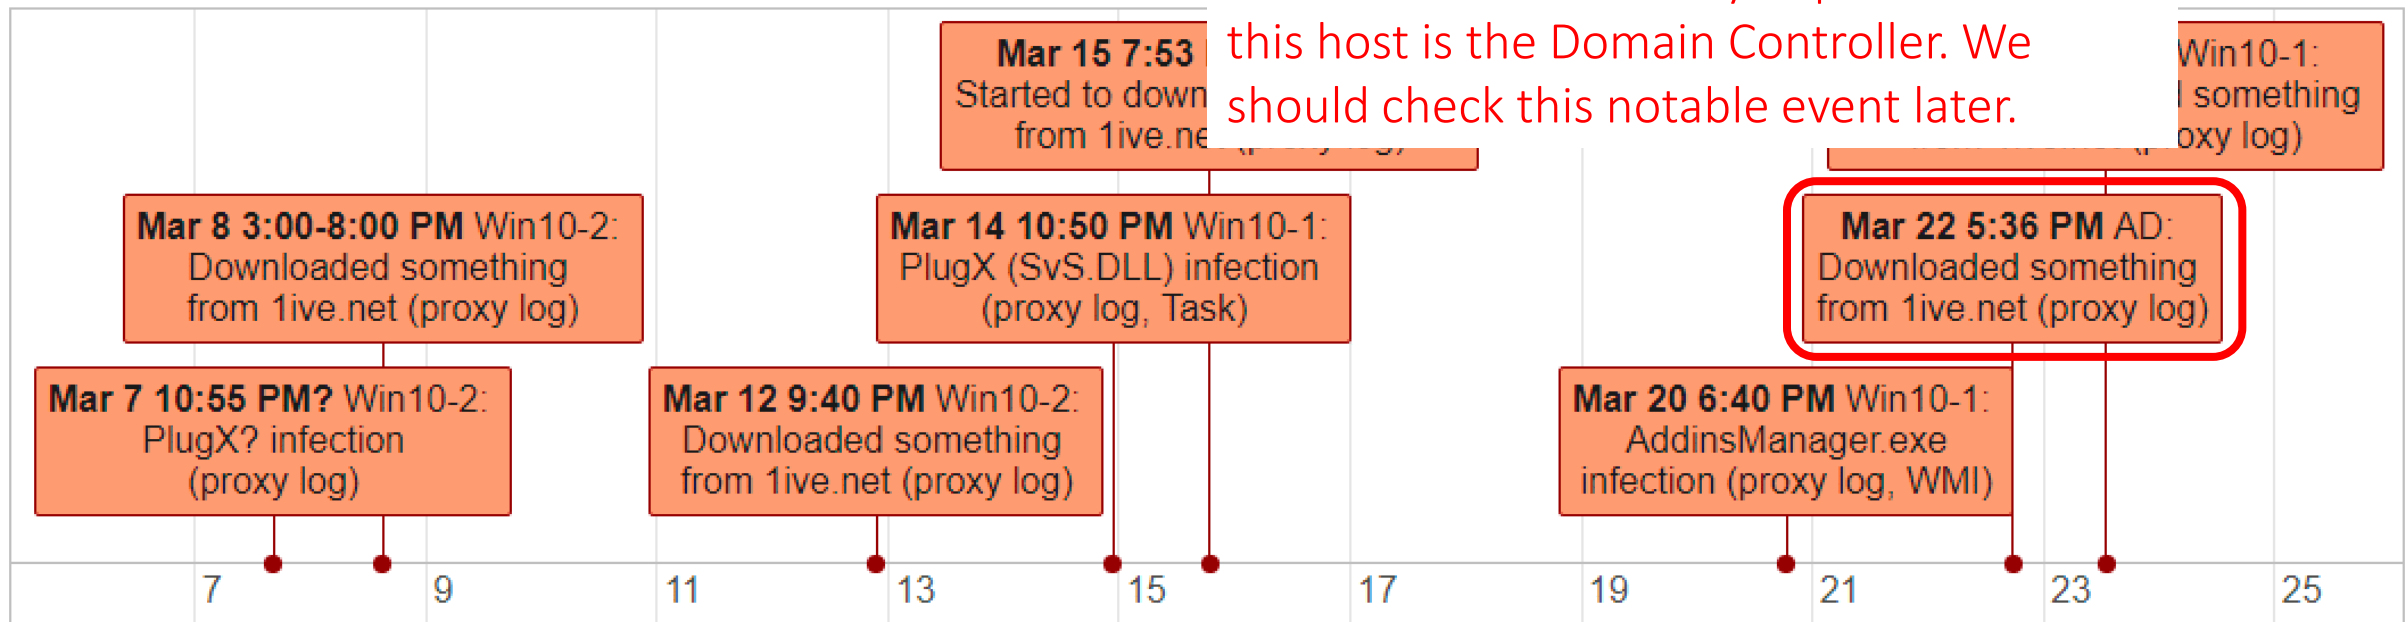 this host is the Domain Controller. We
should check this notable event later.
Mar 15 7:53
Started to down
from 1ive.ne
Win10-1:
something
oxy log)
Mar 8 3:00-8:00 PM Win10-2:
Downloaded something
from 1ive.net (proxy log)
Mar 14 10:50 PM Win10-1:
PlugX (SvS.DLL) infection
(proxy log, Task)
Mar 22 5:36 PM AD:
Downloaded something
from 1ive.net (proxy log)
Mar 7 10:55 PM? Win10-2:
PlugX? infection
(proxy log)
Mar 12 9:40 PM Win10-2:
Downloaded something
from 1ive.net (proxy log)
Mar 20 6:40 PM Win10-1:
AddinsManager.exe
infection (proxy log, WMI)
7 9 11 13 15 17 19 21 23 25